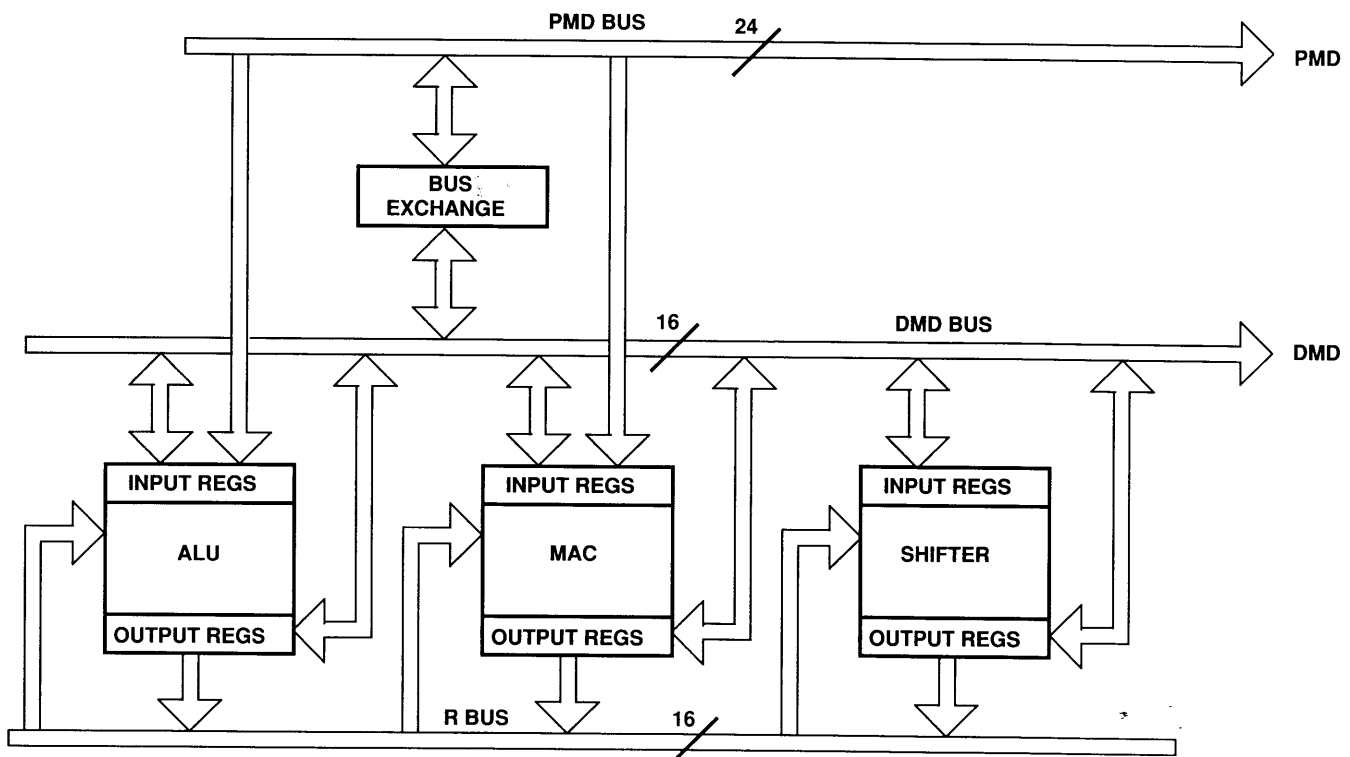 PMD BUS
24
PMD
BUS
EXCHANGE
16
DMD BUS
DMD
INPUT REGS
INPUT REGS
INPUT REGS
ALU
MAC
SHIFTER
OUTPUT REGS
OUTPUT REGS
OUTPUT REGS
R BUS
16